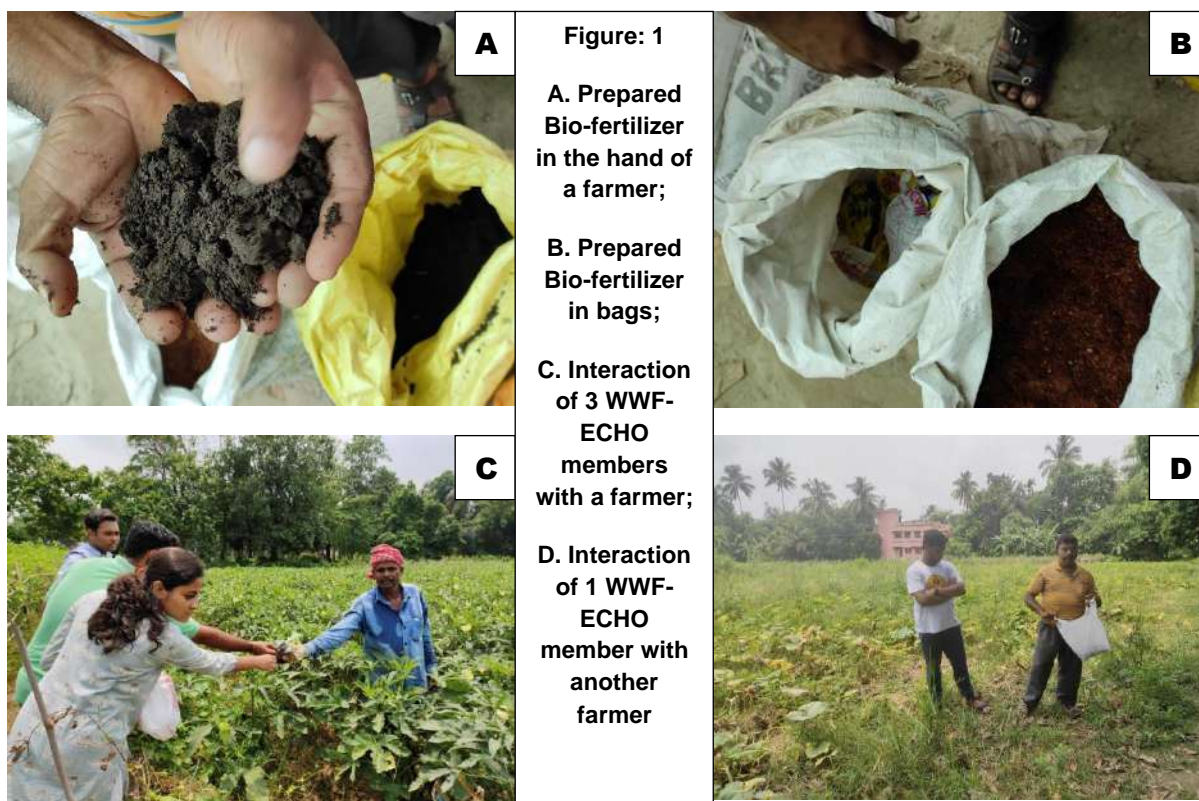 A
Figure: 1
A. Prepared
Bio-fertilizer
in the hand of
a farmer;
B. Prepared
Bio-fertilizer
in bags;
C. Interaction
of 3 WWF-
ECHO
members
with a farmer;
D. Interaction
of 1 WWF-
ECHO
member with
another
farmer
B
C
D